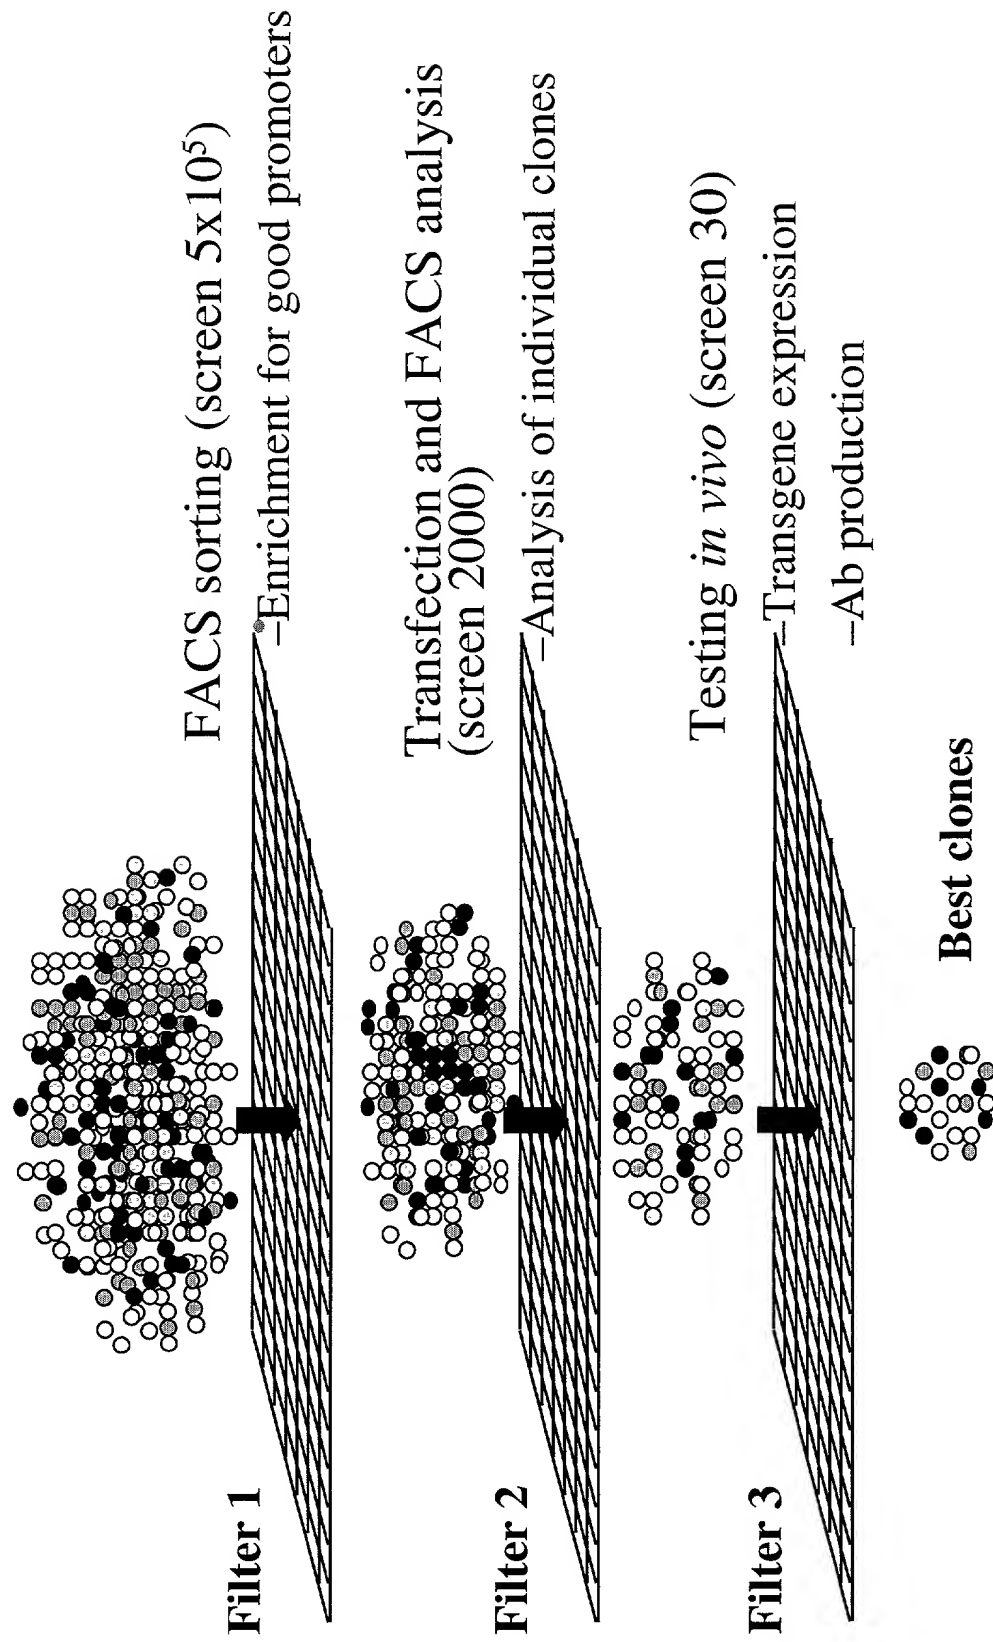 Filter 1
FACS sorting (screen 5x10⁵)
–Enrichment for good promoters
Filter 2
Transfection and FACS analysis
(screen 2000)
–Analysis of individual clones
Filter 3
Testing in vivo (screen 30)
–Transgene expression
–Ab production
Best clones